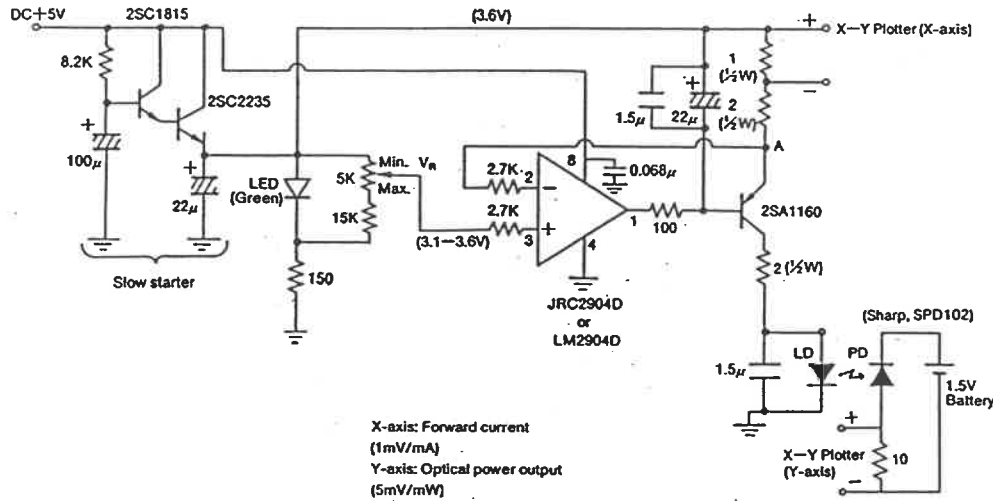 DC+5V
2SC1815
(3.6V)
+
X−Y Plotter (X-axis)
8.2K
1
(½W)
−
2SC2235
1.5μ
+
22μ
2
(½W)
+
100μ
+
22μ
A
LED
(Green)
5K
Min.
VR
Max.
15K
2.7K
2
−
8
0.068μ
2.7K
3
+
4
1
100
2SA1160
(3.1−3.6V)
150
Slow starter
JRC2904D
or
LM2904D
2 (½W)
(Sharp, SPD102)
1.5μ
LD
PD
1.5V
Battery
+
X−Y Plotter
(Y-axis)
−
10
X-axis: Forward current
(1mV/mA)
Y-axis: Optical power output
(5mV/mW)